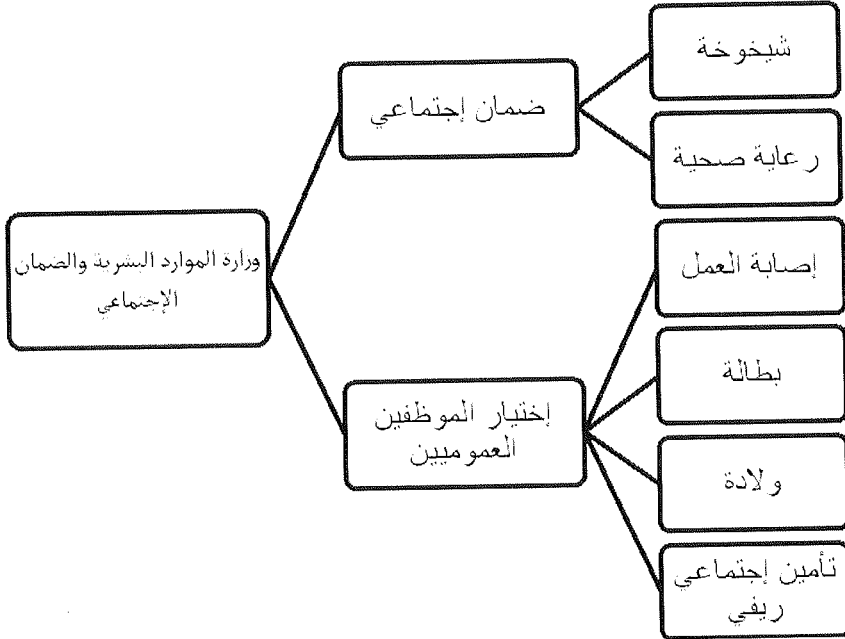 وزارة الموارد البشرية والضمان
الإجتماعي
ضمان إجتماعي
إختيار الموظفين
العموميين
شيخوخة
رعاية صحية
إصابة العمل
بطالة
ولادة
تأمين إجتماعي
ريفي